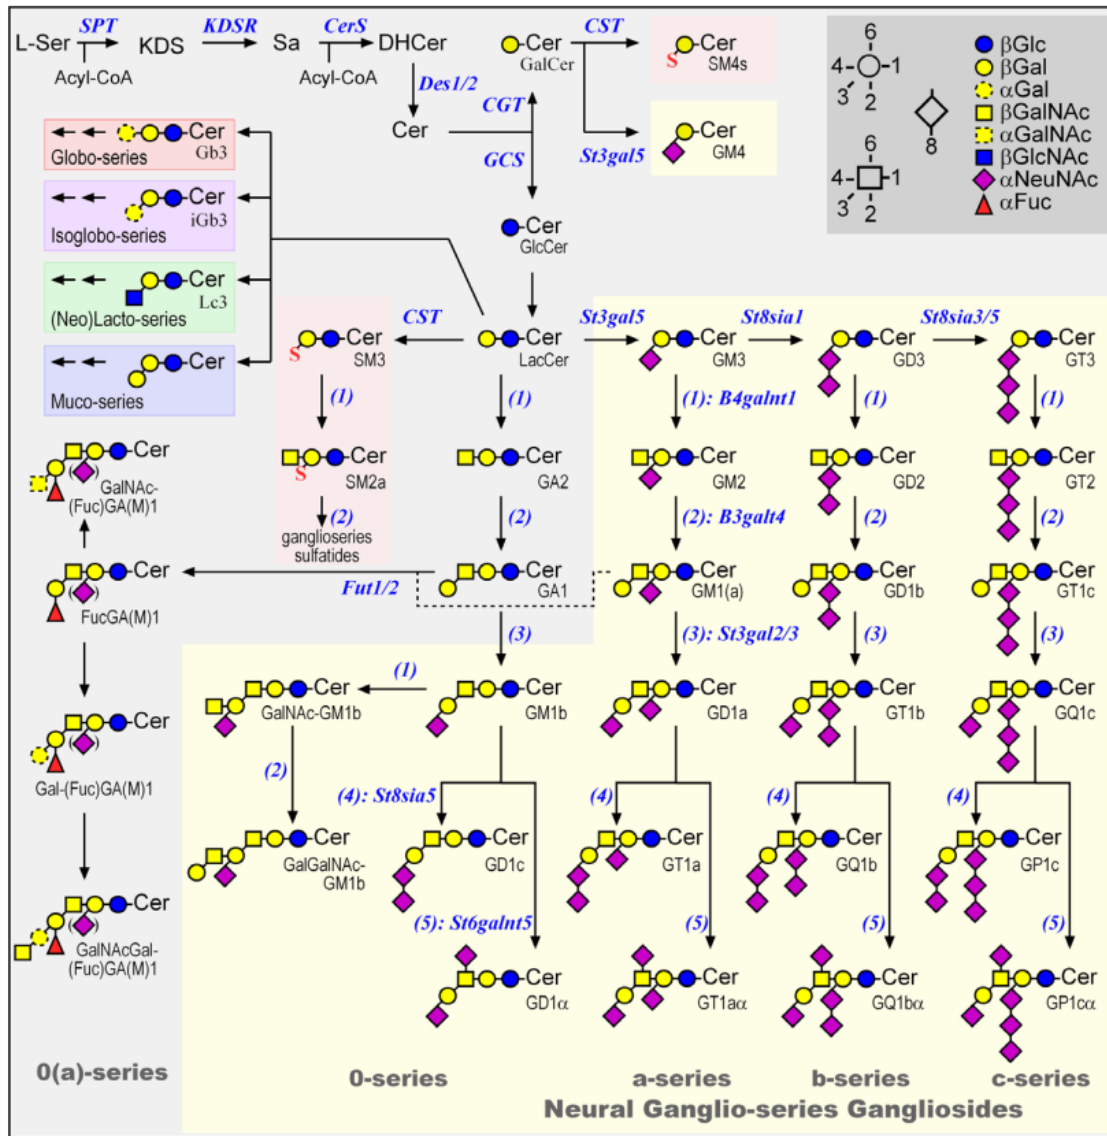 SPT KDSR CerS CST
L-Ser KDS Sa DHCer Cer Cer
Acyl-CoA Acyl-CoA GalCer S SM4s
Des1/2 CGT
Cer Cer
GCS St3gal5 GM4
6 4 1 3 2
8
6 4 1 3 2
βGlc
βGal
αGal
βGalNAc
αGalNAc
βGlcNAc
αNeuNAc
αFuc
Cer
Gb3
Globo-series
Cer
iGb3
Isoglobo-series
Cer
Lc3
(Neo)Lacto-series
Cer
Muco-series
Cer
GlcCer
CST St3gal5 St8sia1 St8sia3/5
Cer Cer Cer Cer Cer
S SM3 LacCer GM3 GD3 GT3
(1) (1) (1): B4galnt1 (1) (1)
Cer Cer Cer Cer Cer
S SM2a GA2 GM2 GD2 GT2
(2) (2) (2): B3galt4 (2) (2)
ganglioseries
sulfatides
Cer
( )
GalNAc-
(Fuc)GA(M)1
Cer Cer Cer Cer Cer
( )
FucGA(M)1 Fut1/2 GA1 GM1(a) GD1b GT1c
(3) (3): St3gal2/3 (3) (3)
Cer (1) Cer Cer Cer Cer
GalNAc-GM1b GM1b GD1a GT1b GQ1c
Cer
( )
Gal-(Fuc)GA(M)1
(2) (4): St8sia5 (4) (4) (4)
Cer Cer Cer Cer Cer
GalGalNAc-
GM1b
GD1c GT1a GQ1b GP1c
Cer
( )
GalNAcGal-
(Fuc)GA(M)1
(5): St6galnt5 (5) (5) (5)
Cer Cer Cer Cer
GD1α GT1aα GQ1bα GP1cα
0(a)-series 0-series a-series b-series c-series
Neural Ganglio-series Gangliosides